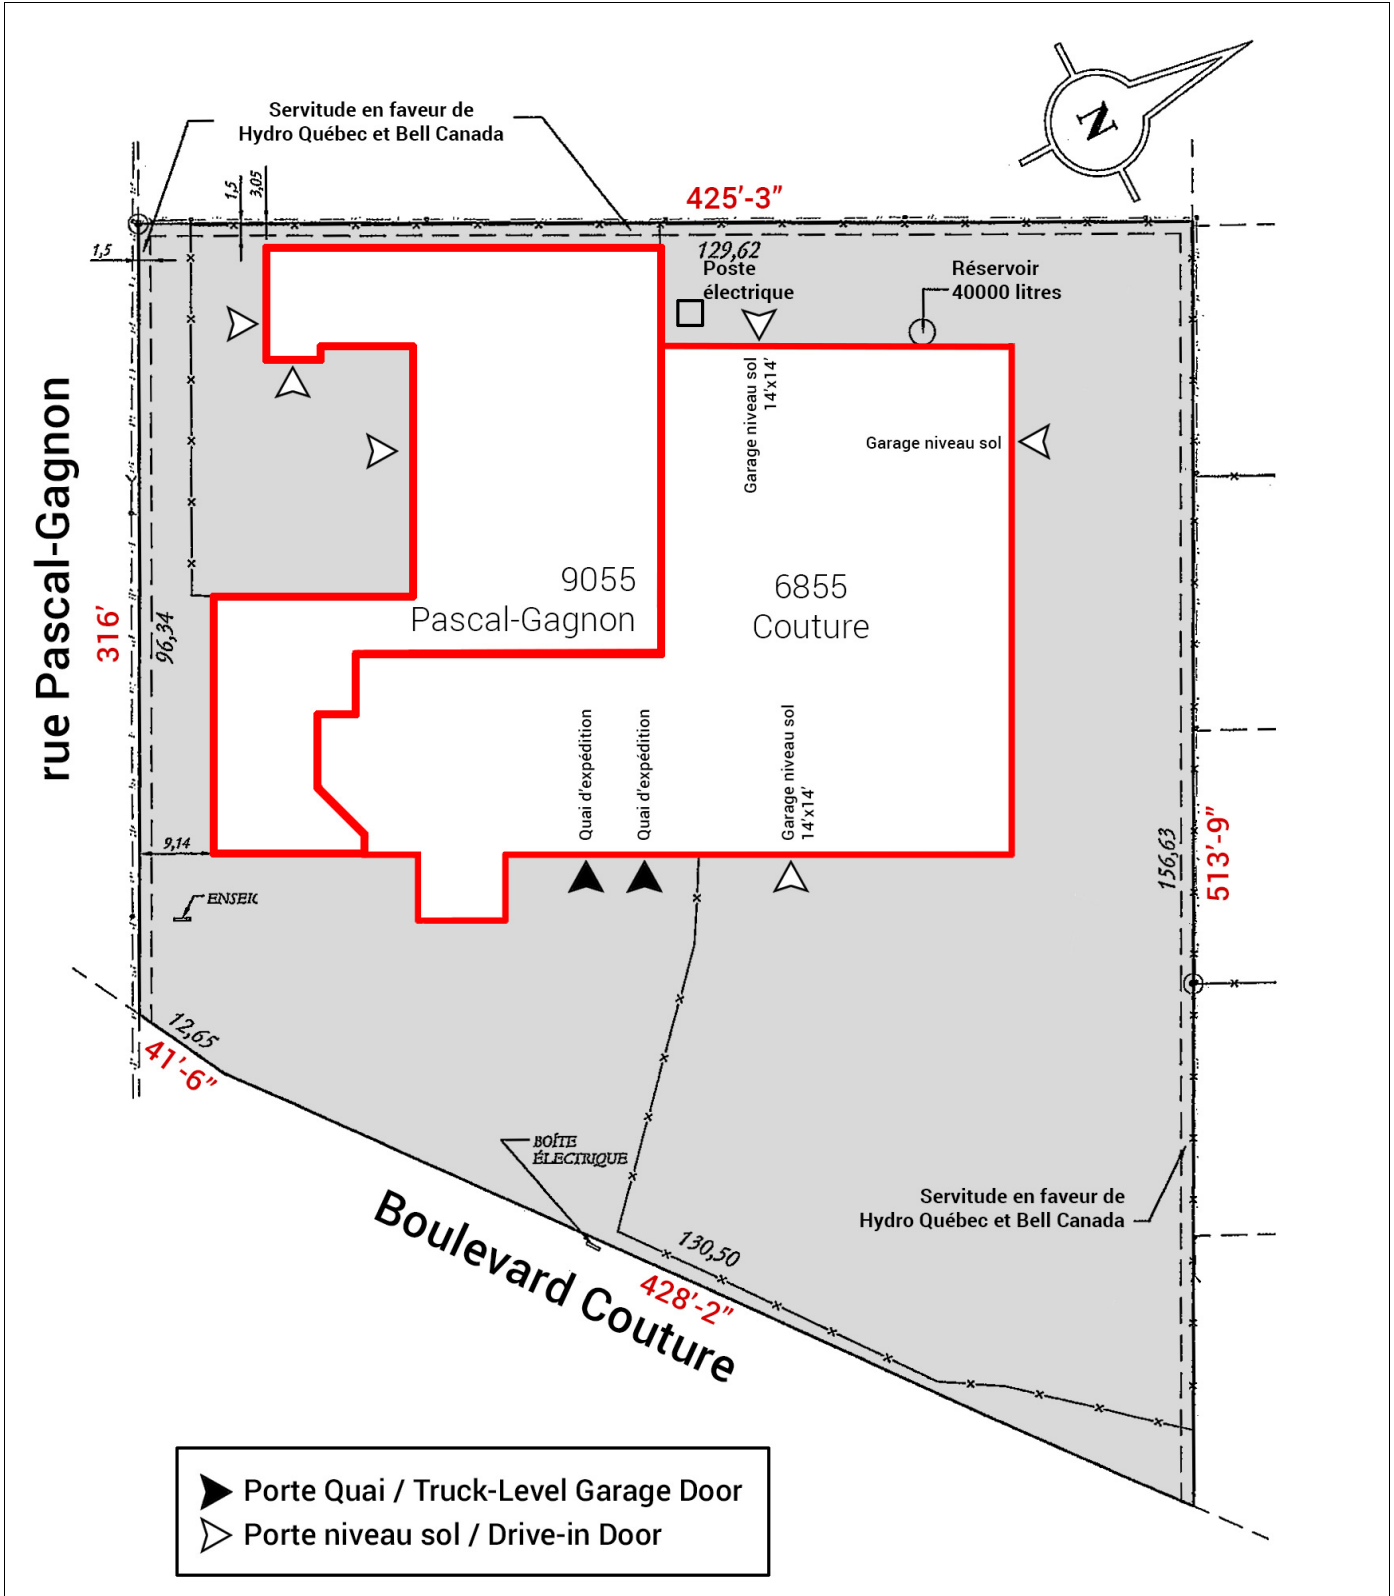 N
Servitude en faveur de
Hydro Québec et Bell Canada
1,5
3,05
425'-3"
1,5
129,62
Poste
électrique
Réservoir
40000 litres
Garage niveau sol
14'x14'
Garage niveau sol
rue Pascal-Gagnon
316'
96,34
9055
Pascal-Gagnon
6855
Couture
Quai d'expédition
Quai d'expédition
Garage niveau sol
14'x14'
9,14
ENSEIC
156,63
513'-9"
12,65
41'-6"
BOÎTE
ÉLECTRIQUE
Servitude en faveur de
Hydro Québec et Bell Canada
130,50
428'-2"
Boulevard Couture
Porte Quai / Truck-Level Garage Door
Porte niveau sol / Drive-in Door